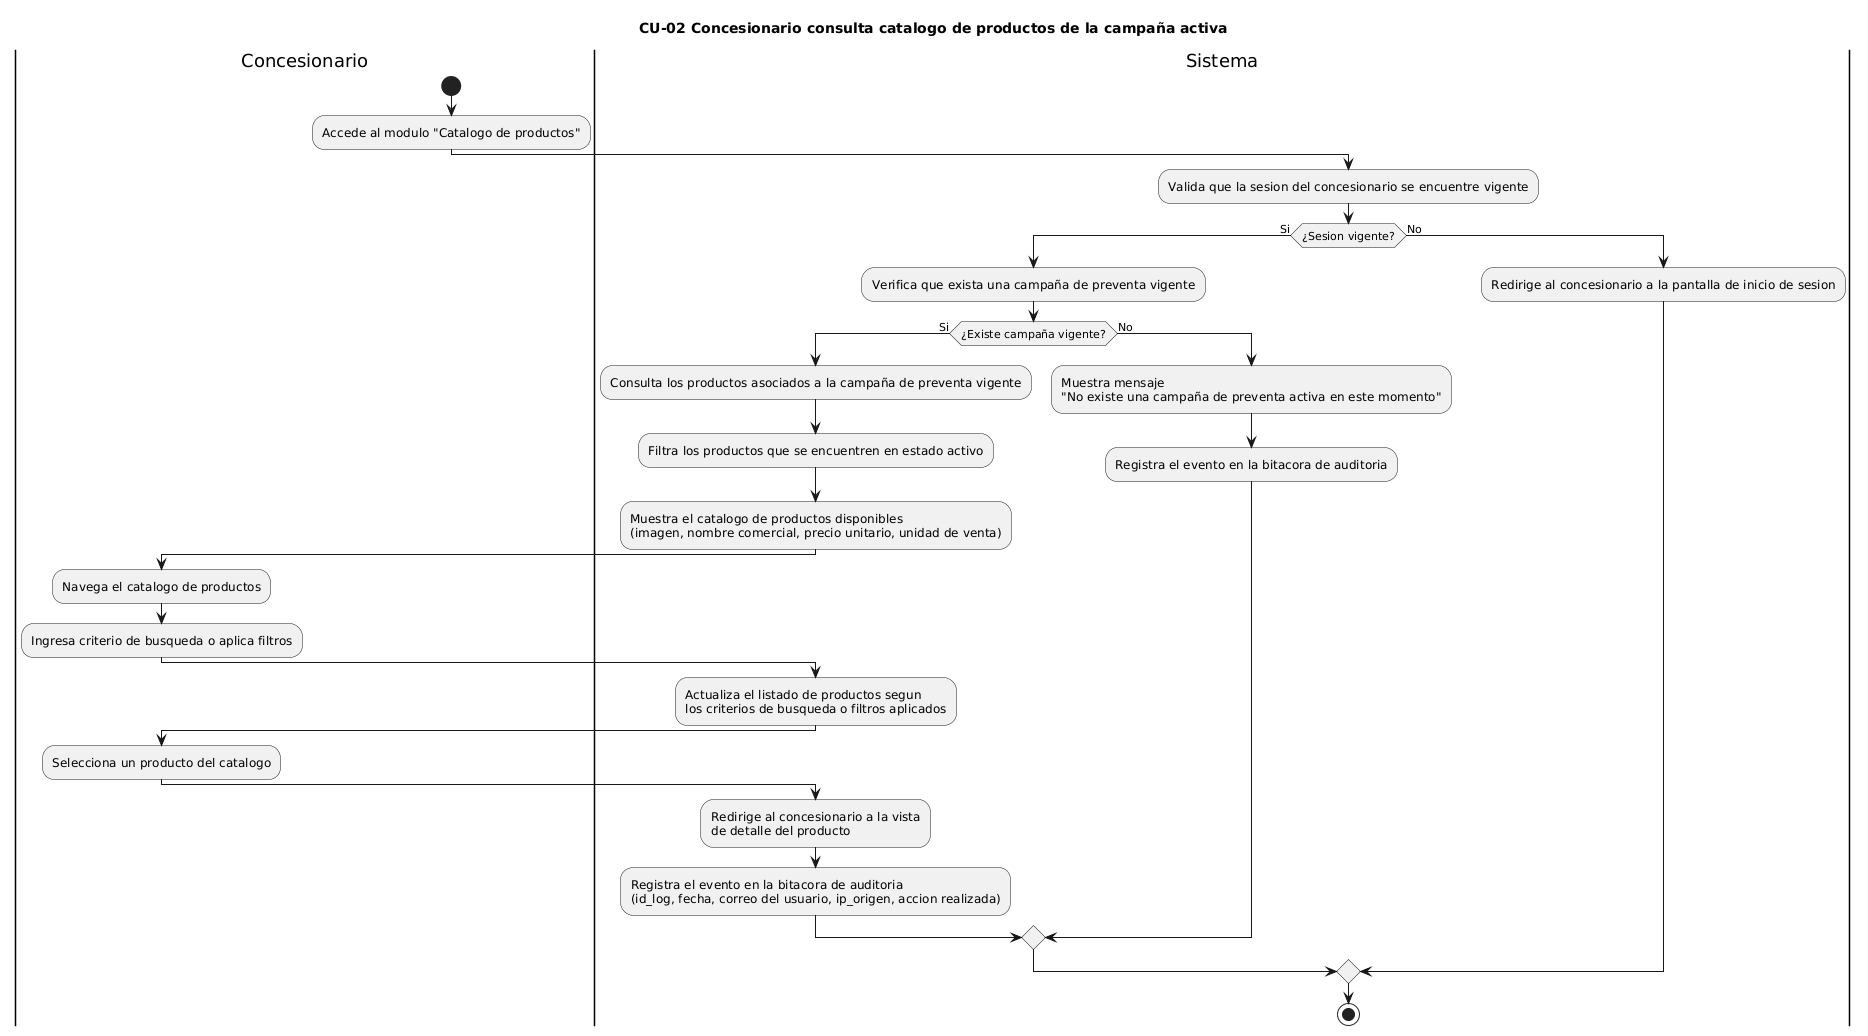 CU-02 Concesionario consulta catalogo de productos de la campaña activa
Concesionario
Sistema
Accede al modulo "Catalogo de productos"
Valida que la sesion del concesionario se encuentre vigente
Si
¿Sesion vigente?
No
Verifica que exista una campaña de preventa vigente
Redirige al concesionario a la pantalla de inicio de sesion
Si
¿Existe campaña vigente?
No
Consulta los productos asociados a la campaña de preventa vigente
Muestra mensaje
"No existe una campaña de preventa activa en este momento"
Filtra los productos que se encuentren en estado activo
Registra el evento en la bitacora de auditoria
Muestra el catalogo de productos disponibles
(imagen, nombre comercial, precio unitario, unidad de venta)
Navega el catalogo de productos
Ingresa criterio de busqueda o aplica filtros
Actualiza el listado de productos segun
los criterios de busqueda o filtros aplicados
Selecciona un producto del catalogo
Redirige al concesionario a la vista
de detalle del producto
Registra el evento en la bitacora de auditoria
(id_log, fecha, correo del usuario, ip_origen, accion realizada)